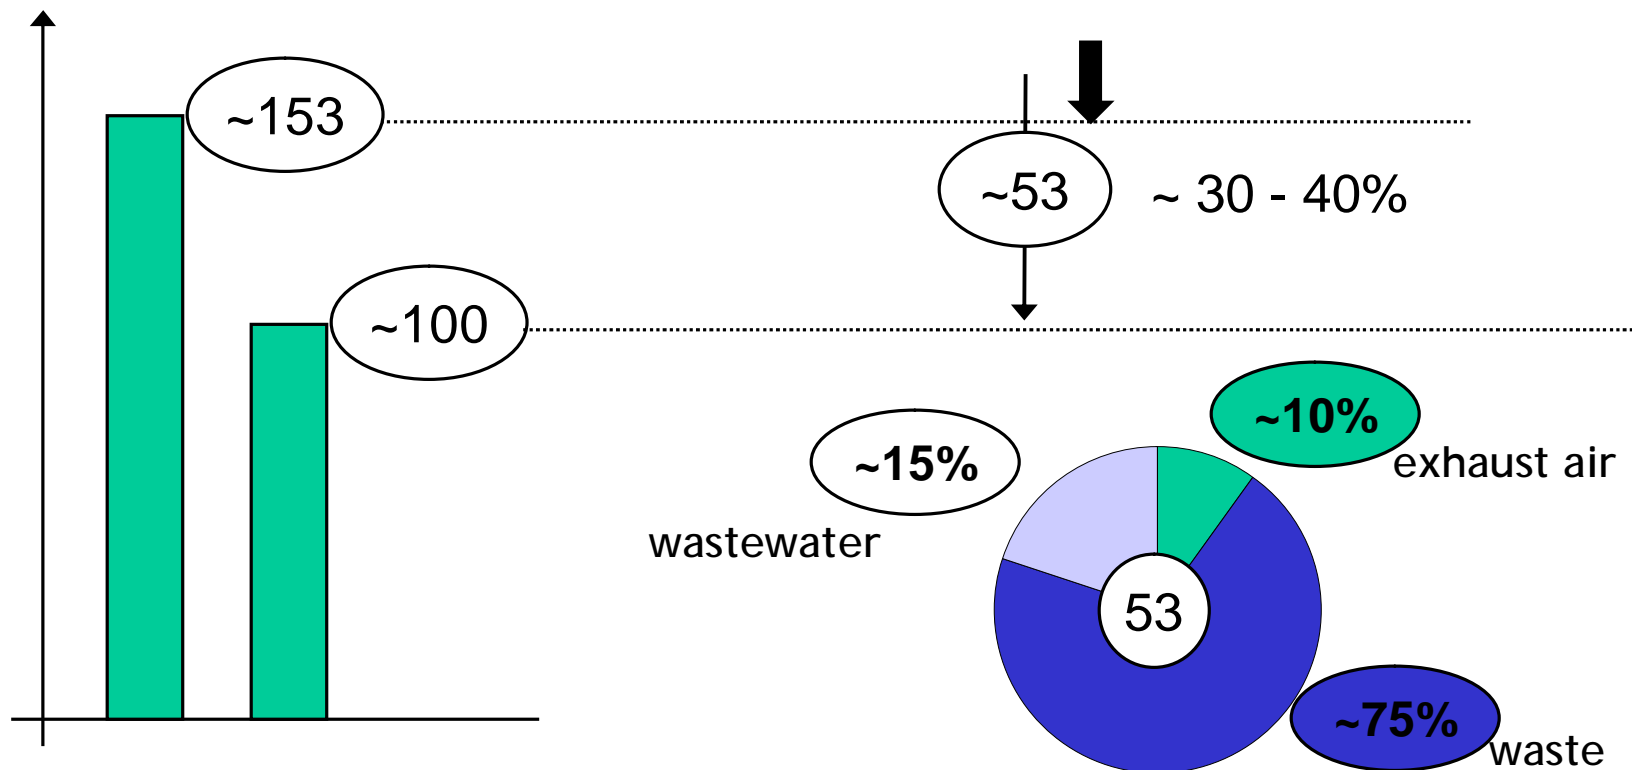 ~153
~53
~ 30 - 40%
~100
~10%
exhaust air
~15%
wastewater
53
~75%
waste